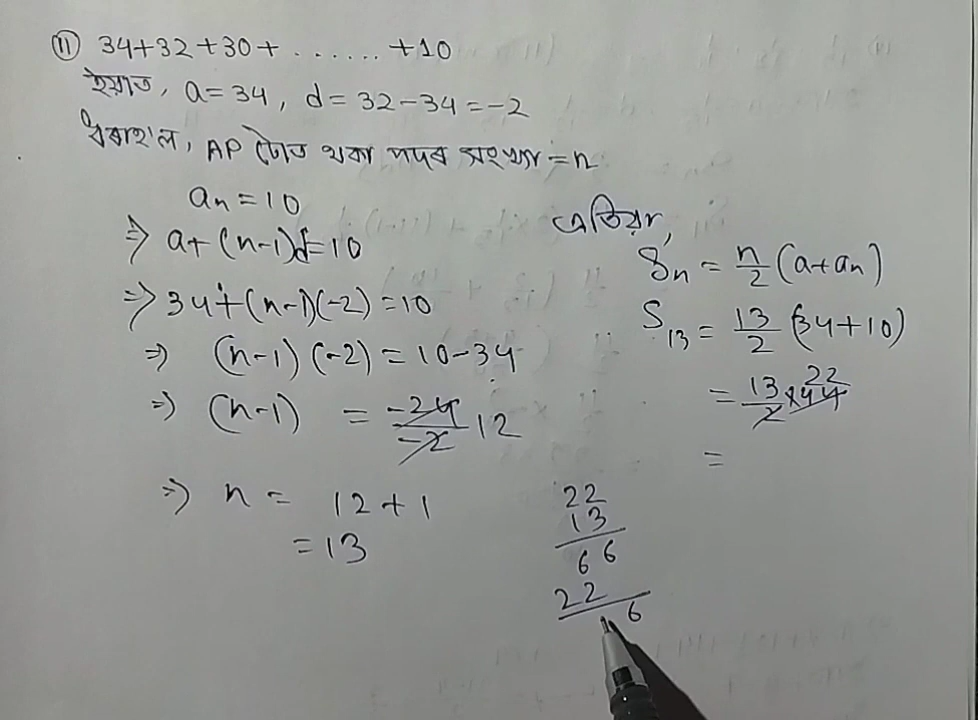 (ii) 34+32+30+ ...... +10
ইয়াত, a=34, d= 32-34=-2
ধৰাহ'ল, AP টোত থকা পদৰ সংখ্যা =n
an =10
⇒ a+(n-1)d=10
⇒ 34+(n-1)(-2)=10
⇒ (n-1)(-2)=10-34
⇒ (n-1) = -24/-2 12
⇒ n = 12+1
=13
এতিয়া,
Sn = n/2 (a+an)
S13 = 13/2 (34+10)
= 13/2 × 44 22
=
22
13
66
22
6